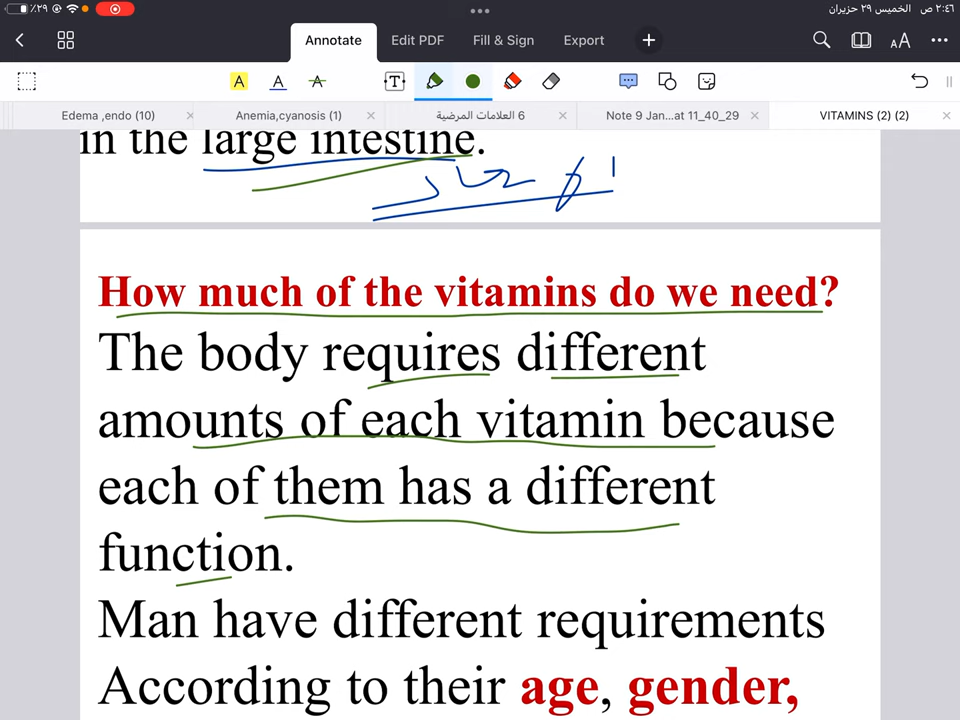 ٢:٤٦ ص الخميس ٢٩ حزيران
٪٢٩
Annotate Edit PDF Fill & Sign Export
Edema ,endo (10) Anemia,cyanosis (1) 6 العلامات المرضية Note 9 Jan...at 11_40_29 VITAMINS (2) (2)
in the large intestine.
How much of the vitamins do we need?
The body requires different
amounts of each vitamin because
each of them has a different
function.
Man have different requirements
According to their age, gender,